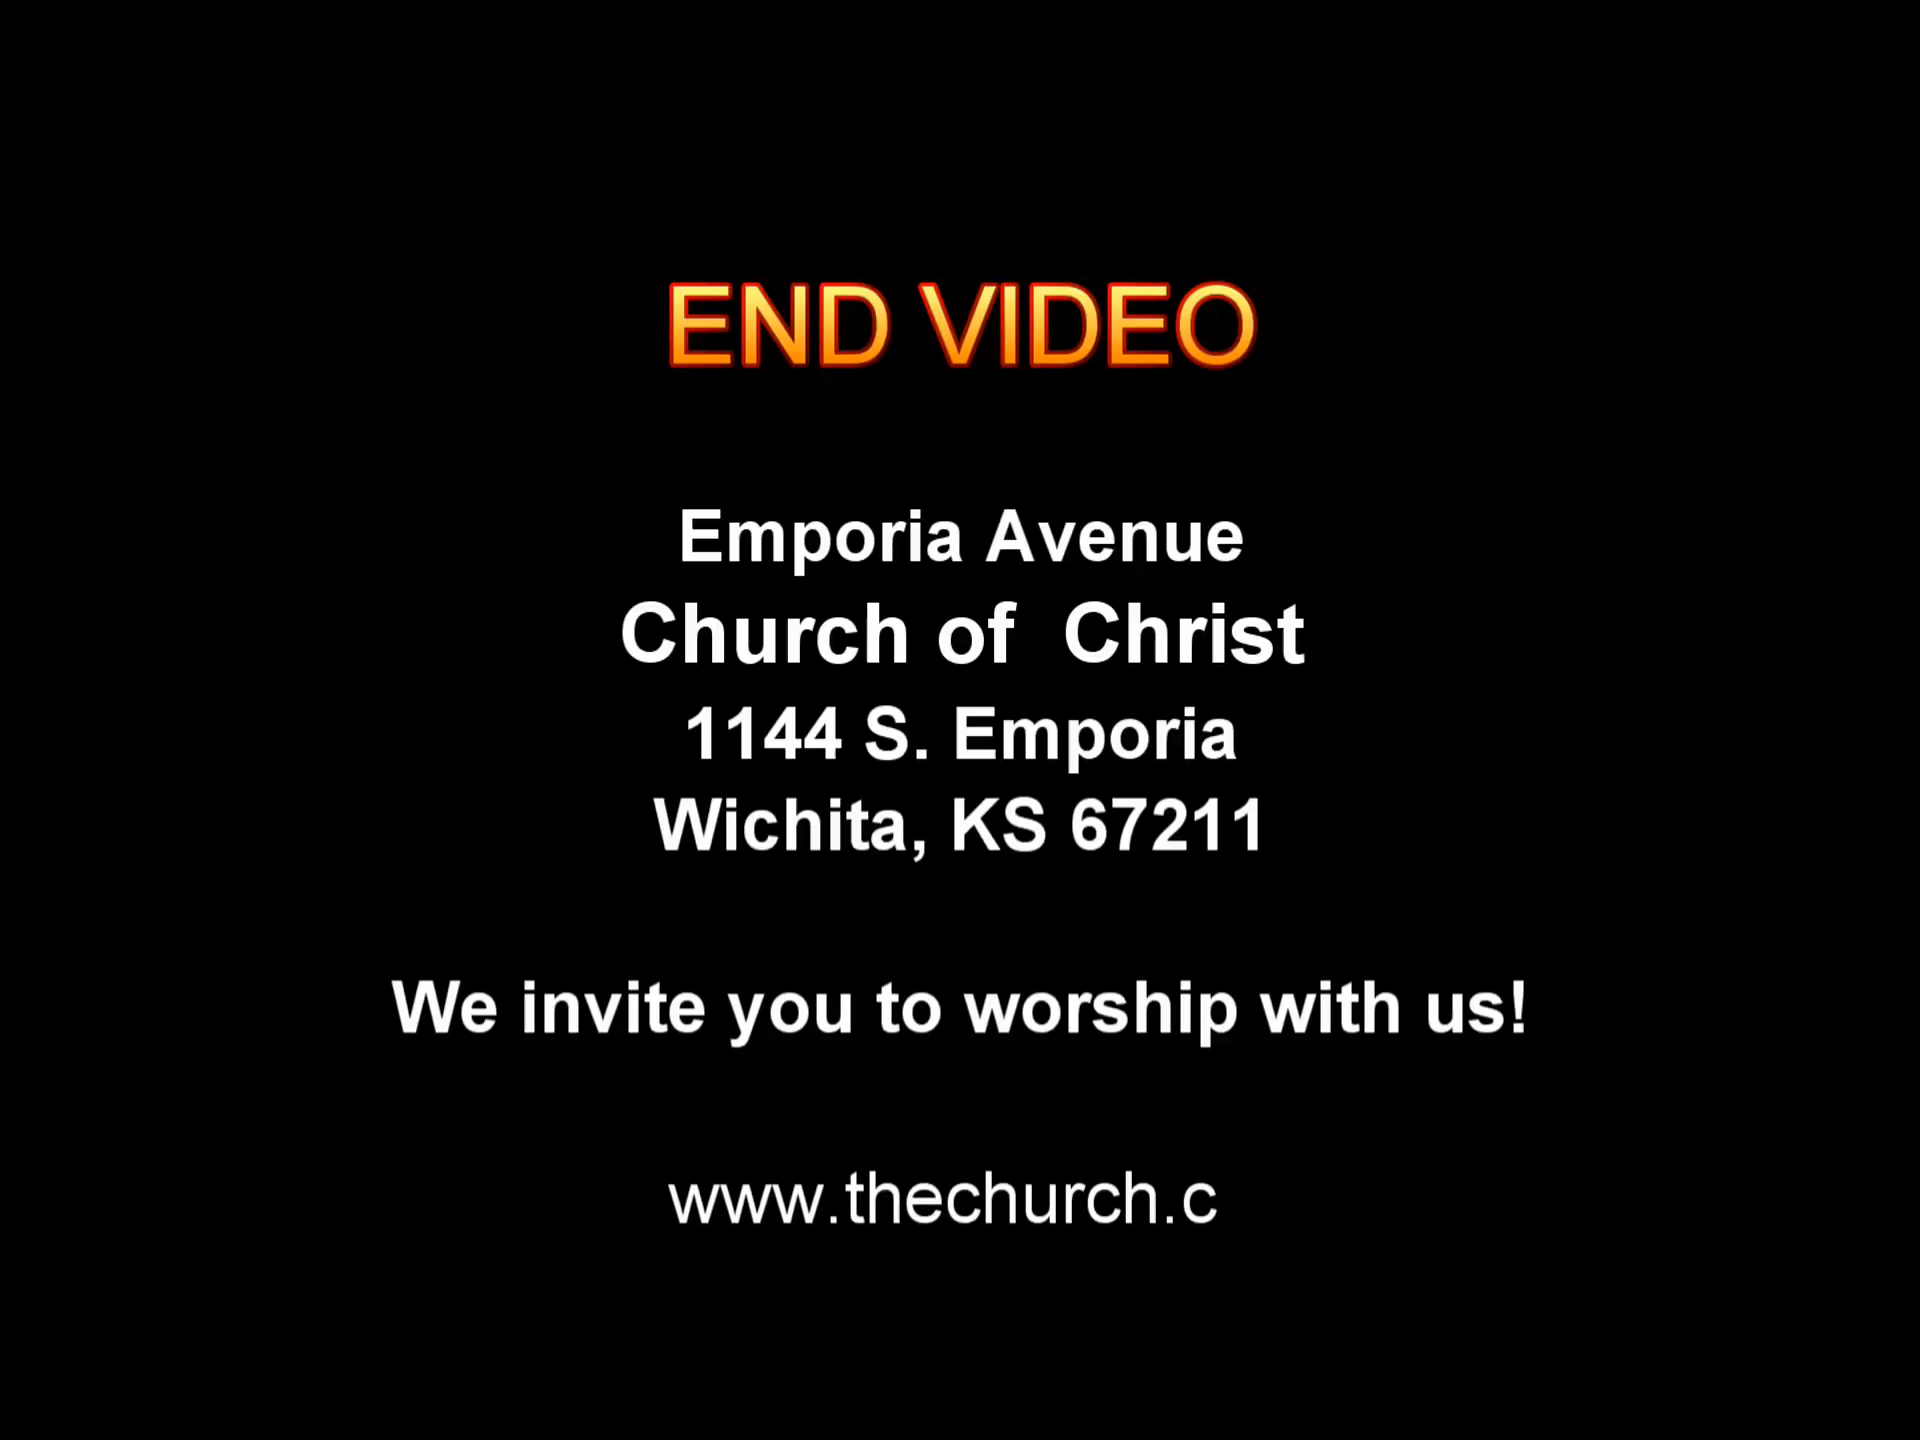 END VIDEO
Emporia Avenue
Church of  Christ
1144 S. Emporia
Wichita, KS 67211
We invite you to worship with us!
www.thechurch.c